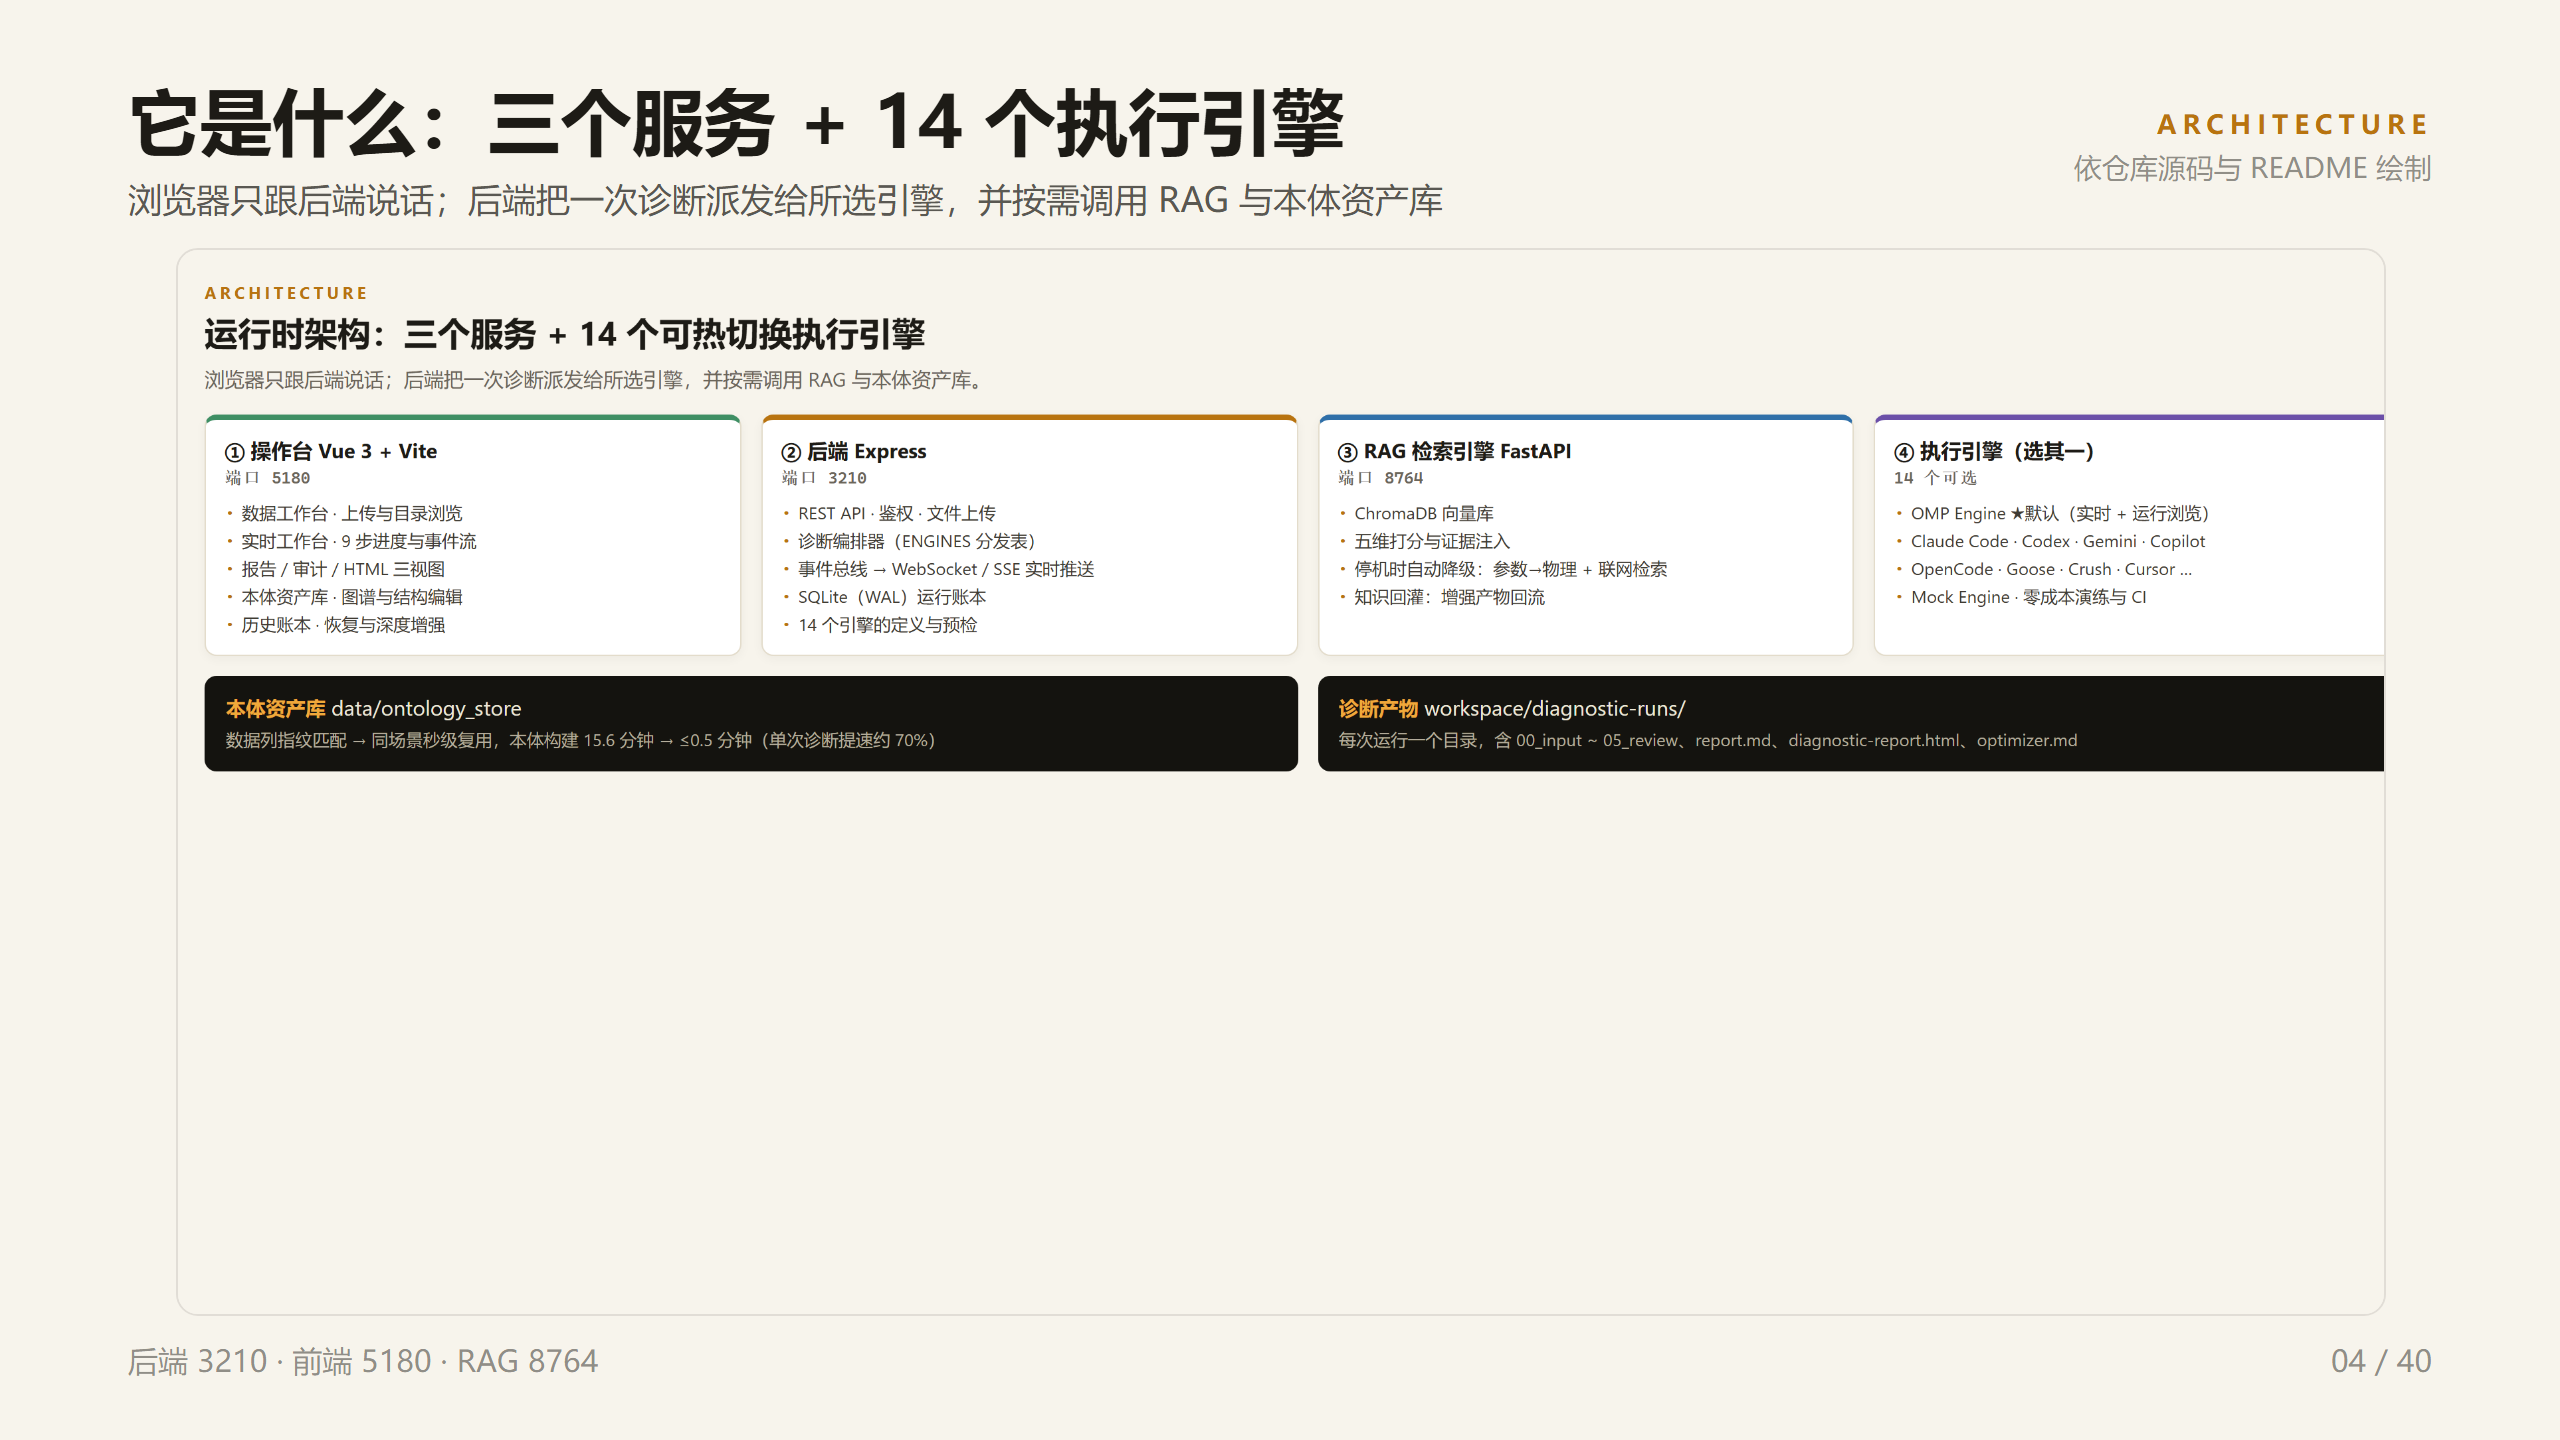 它是什么：三个服务 + 14 个执行引擎
ARCHITECTURE
依仓库源码与 README 绘制
浏览器只跟后端说话；后端把一次诊断派发给所选引擎，并按需调用 RAG 与本体资产库
ARCHITECTURE
运行时架构：三个服务 + 14 个可热切换执行引擎
浏览器只跟后端说话；后端把一次诊断派发给所选引擎，并按需调用 RAG 与本体资产库。
① 操作台 Vue 3 + Vite
端口 5180
• 数据工作台 · 上传与目录浏览
• 实时工作台 · 9 步进度与事件流
• 报告 / 审计 / HTML 三视图
• 本体资产库 · 图谱与结构编辑
• 历史账本 · 恢复与深度增强
② 后端 Express
端口 3210
• REST API · 鉴权 · 文件上传
• 诊断编排器（ENGINES 分发表）
• 事件总线 → WebSocket / SSE 实时推送
• SQLite（WAL）运行账本
• 14 个引擎的定义与预检
③ RAG 检索引擎 FastAPI
端口 8764
• ChromaDB 向量库
• 五维打分与证据注入
• 停机时自动降级：参数→物理 + 联网检索
• 知识回灌：增强产物回流
④ 执行引擎（选其一）
14 个可选
• OMP Engine ★默认（实时 + 运行浏览）
• Claude Code · Codex · Gemini · Copilot
• OpenCode · Goose · Crush · Cursor ...
• Mock Engine · 零成本演练与 CI
本体资产库 data/ontology_store
数据列指纹匹配 → 同场景秒级复用，本体构建 15.6 分钟 → ≤0.5 分钟（单次诊断提速约 70%）
诊断产物 workspace/diagnostic-runs/
每次运行一个目录，含 00_input ~ 05_review、report.md、diagnostic-report.html、optimizer.md
后端 3210 · 前端 5180 · RAG 8764
04 / 40